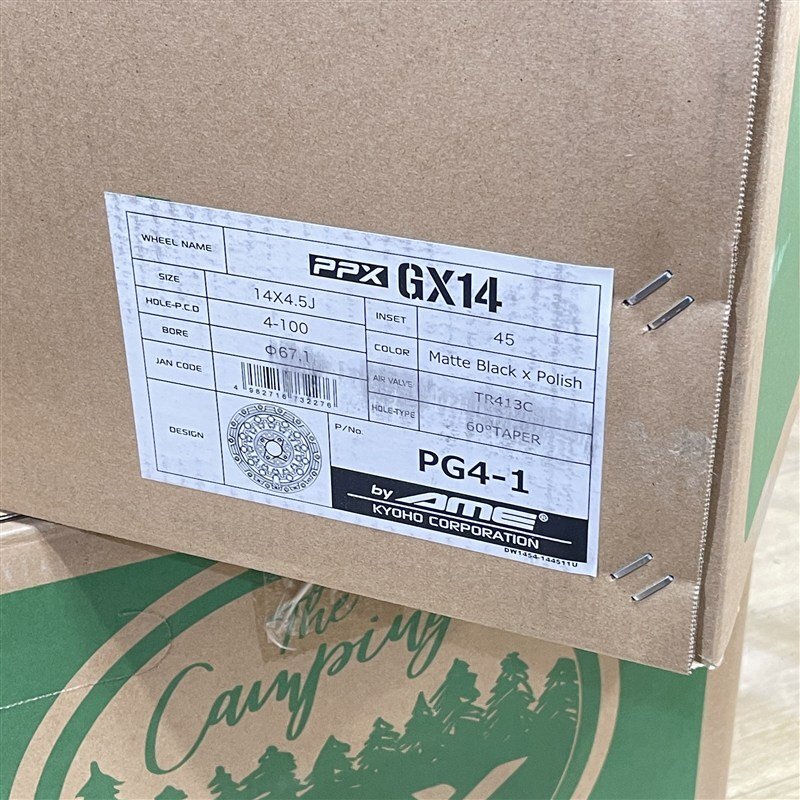 WHEEL NAME PPX GX14
SIZE 14X4.5J INSET 45
HOLE-P.C.D 4-100 COLOR Matte Black x Polish
BORE Φ67.1 AIR VALVE TR413C
JAN CODE 4 982716 732276 HOLE-TYPE 60°TAPER
DESIGN P/No. PG4-1
by AME®
KYOHO CORPORATION
DW1454-144511U
The
Camping